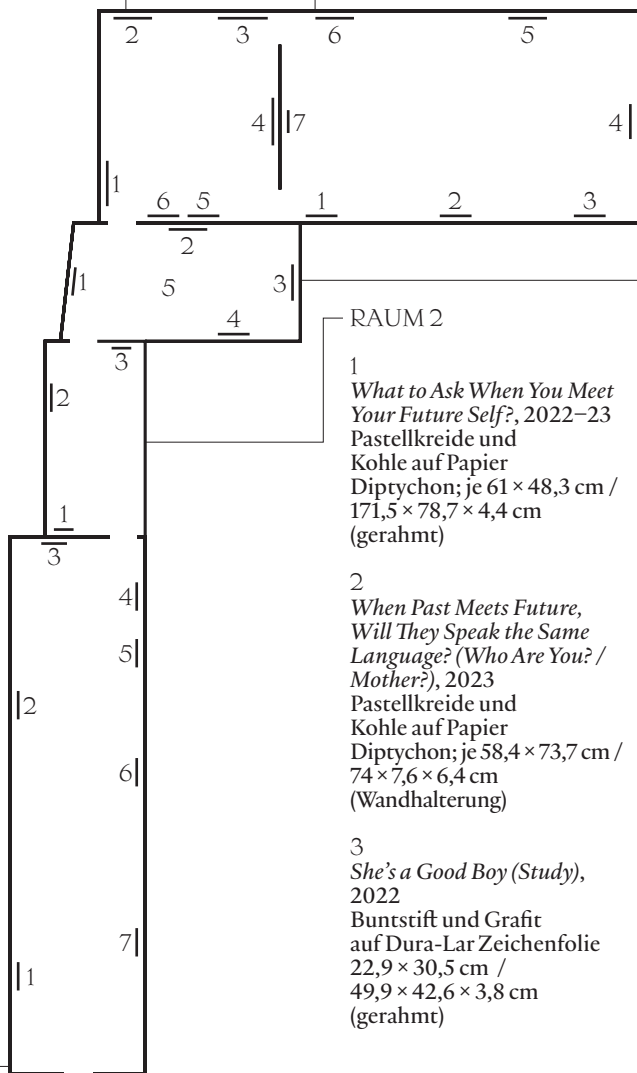 2
3
6
5
4
7
4
1
6
5
1
2
3
2
1
5
3
4
3
2
1
3
4
5
2
6
7
1
RAUM 2
1
What to Ask When You Meet
Your Future Self?, 2022–23
Pastellkreide und
Kohle auf Papier
Diptychon; je 61 × 48,3 cm /
171,5 × 78,7 × 4,4 cm
(gerahmt)
2
When Past Meets Future,
Will They Speak the Same
Language? (Who Are You? /
Mother?), 2023
Pastellkreide und
Kohle auf Papier
Diptychon; je 58,4 × 73,7 cm /
74 × 7,6 × 6,4 cm
(Wandhalterung)
3
She's a Good Boy (Study),
2022
Buntstift und Grafit
auf Dura-Lar Zeichenfolie
22,9 × 30,5 cm /
49,9 × 42,6 × 3,8 cm
(gerahmt)